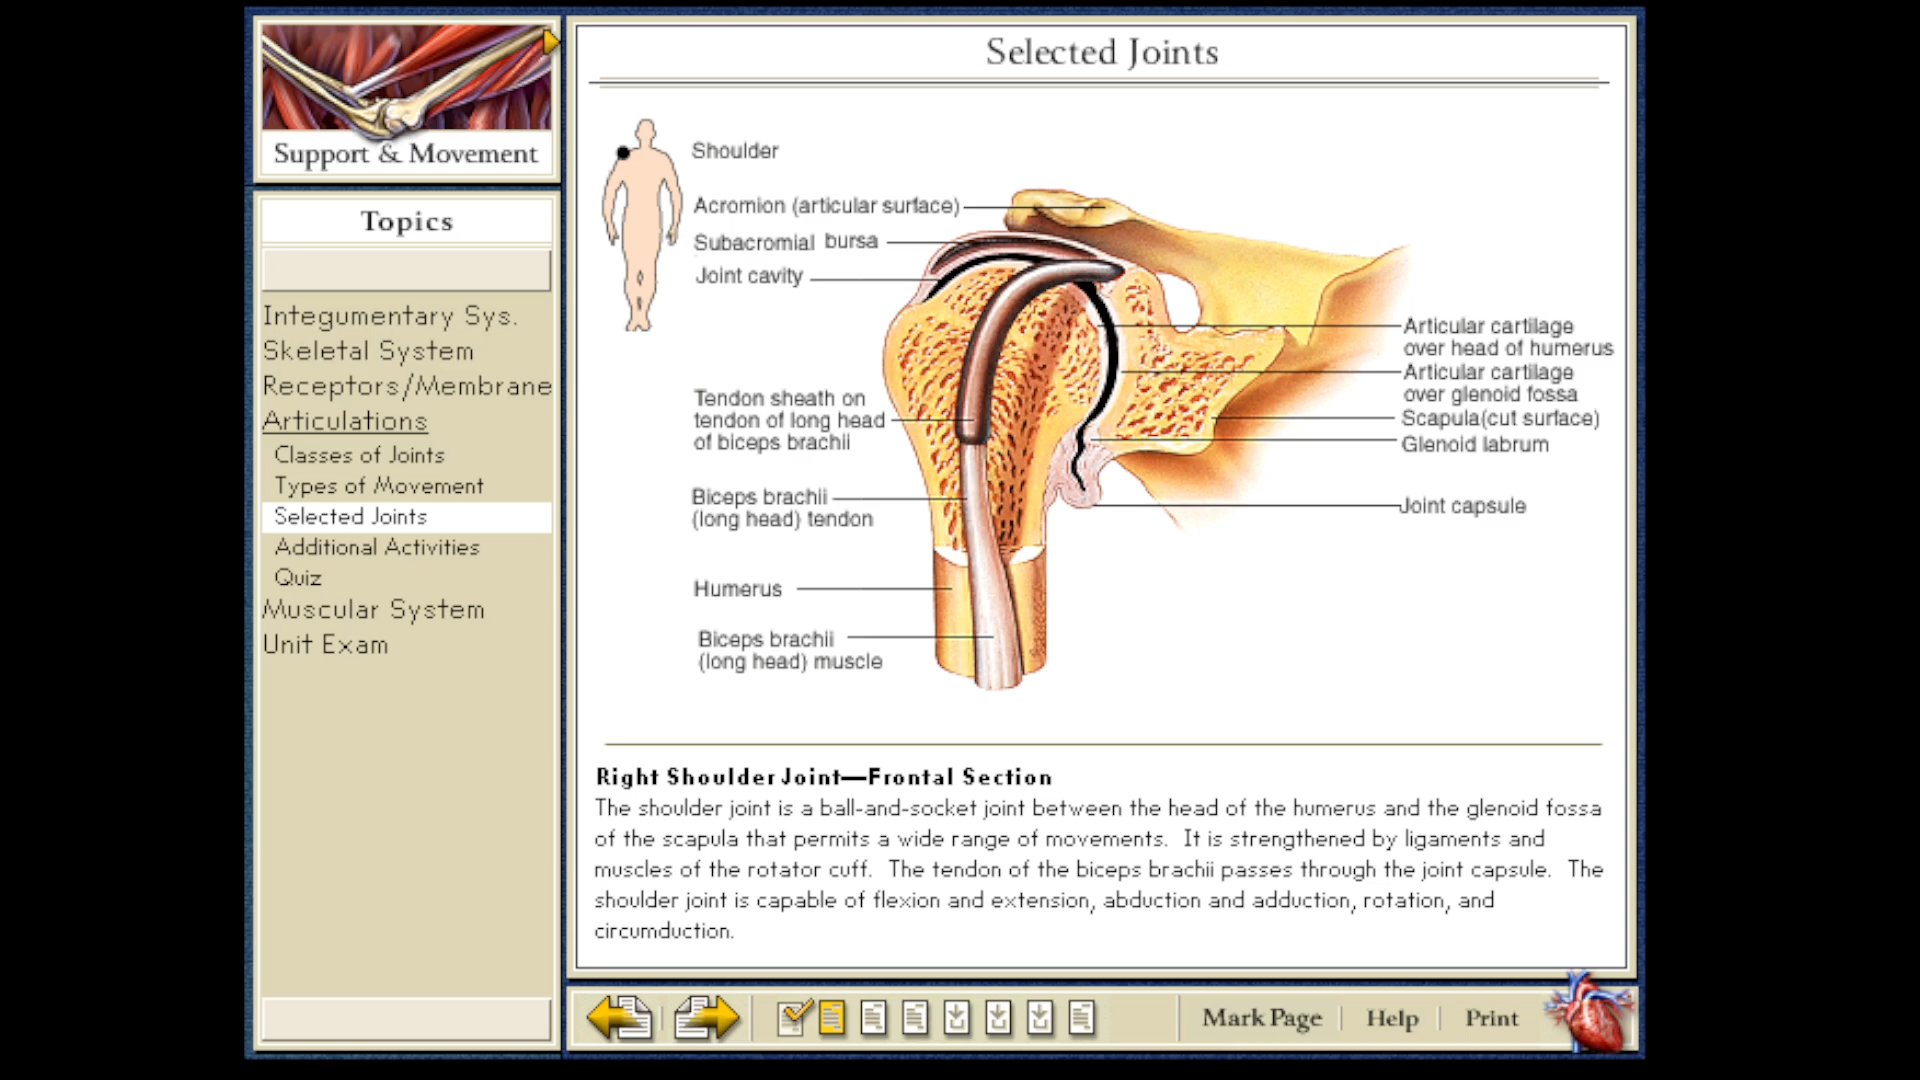 Support & Movement
Topics
Integumentary Sys.
Skeletal System
Receptors/Membrane
Articulations
Classes of Joints
Types of Movement
Selected Joints
Additional Activities
Quiz
Muscular System
Unit Exam
Selected Joints
Shoulder
Acromion (articular surface)
Subacromial bursa
Joint cavity
Tendon sheath on
tendon of long head
of biceps brachii
Biceps brachii
(long head) tendon
Humerus
Biceps brachii
(long head) muscle
Articular cartilage
over head of humerus
Articular cartilage
over glenoid fossa
Scapula(cut surface)
Glenoid labrum
Joint capsule
Right Shoulder Joint—Frontal Section
The shoulder joint is a ball-and-socket joint between the head of the humerus and the glenoid fossa
of the scapula that permits a wide range of movements. It is strengthened by ligaments and
muscles of the rotator cuff. The tendon of the biceps brachii passes through the joint capsule. The
shoulder joint is capable of flexion and extension, abduction and adduction, rotation, and
circumduction.
Mark Page
Help
Print